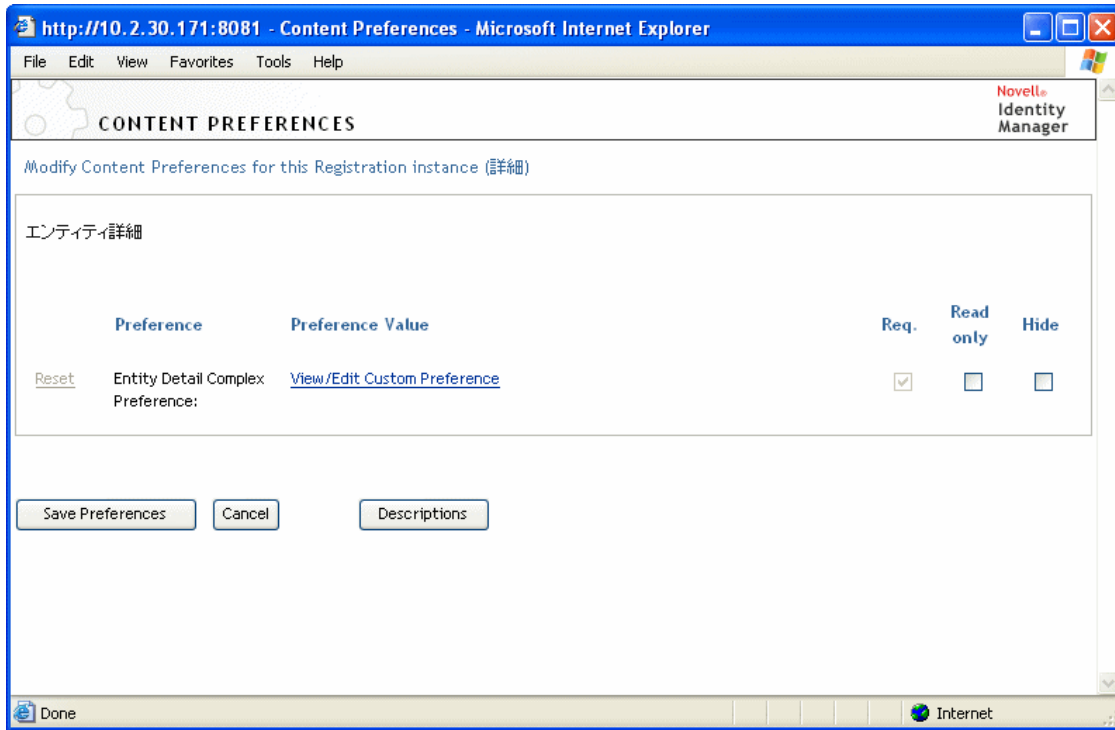 http://10.2.30.171:8081 - Content Preferences - Microsoft Internet Explorer
File Edit View Favorites Tools Help
Novell®
Identity
Manager
CONTENT PREFERENCES
Modify Content Preferences for this Registration instance (詳細)
エンティティ詳細
Preference Preference Value Req. Read only Hide
Reset Entity Detail Complex View/Edit Custom Preference
Preference:
Save Preferences Cancel Descriptions
Done Internet